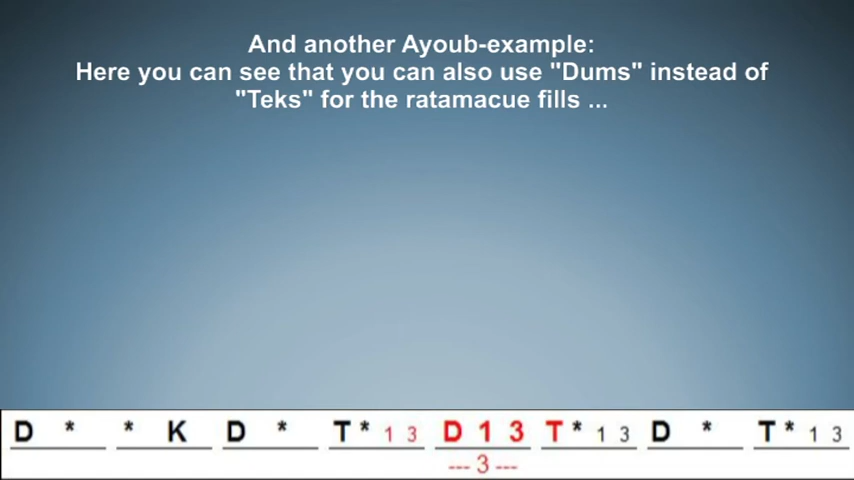 And another Ayoub-example:
Here you can see that you can also use "Dums" instead of
"Teks" for the ratamacue fills ...
D * * K D * T * 1 3 D 1 3 T * 1 3 D * T * 1 3
--- 3 ---